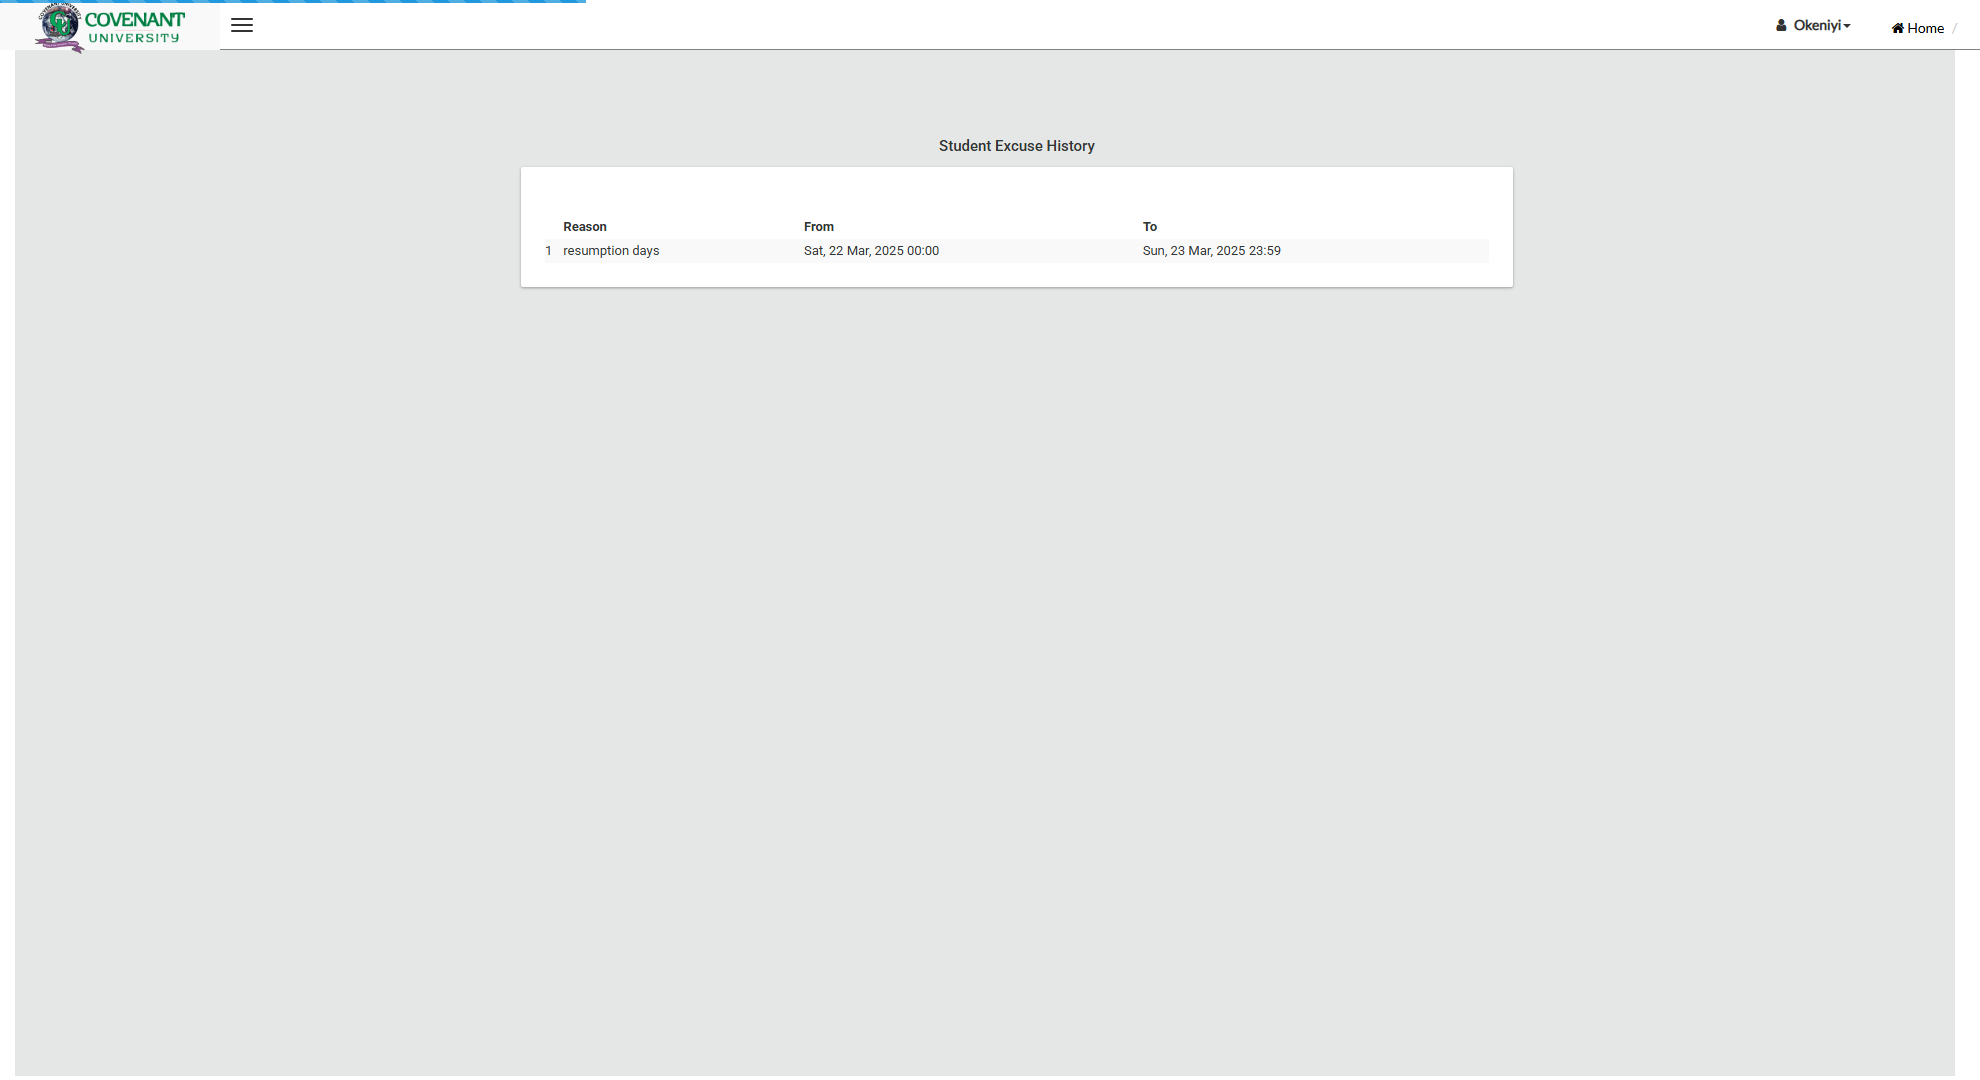 COVENANT
UNIVERSITY
Okeniyi
Home /
Student Excuse History
Reason From To
1 resumption days Sat, 22 Mar, 2025 00:00 Sun, 23 Mar, 2025 23:59